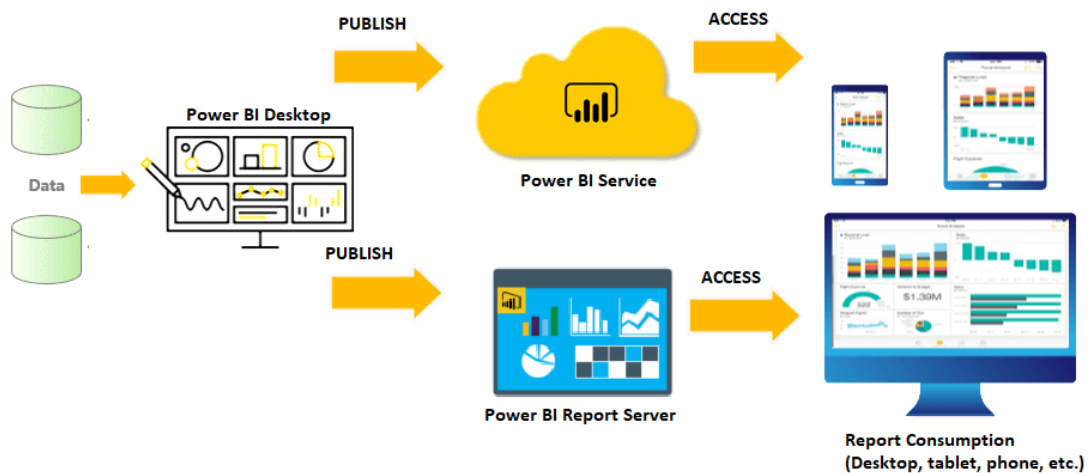 PUBLISH
ACCESS
Power BI Desktop
Data
Power BI Service
PUBLISH
ACCESS
$1.39M
Power BI Report Server
Report Consumption
(Desktop, tablet, phone, etc.)